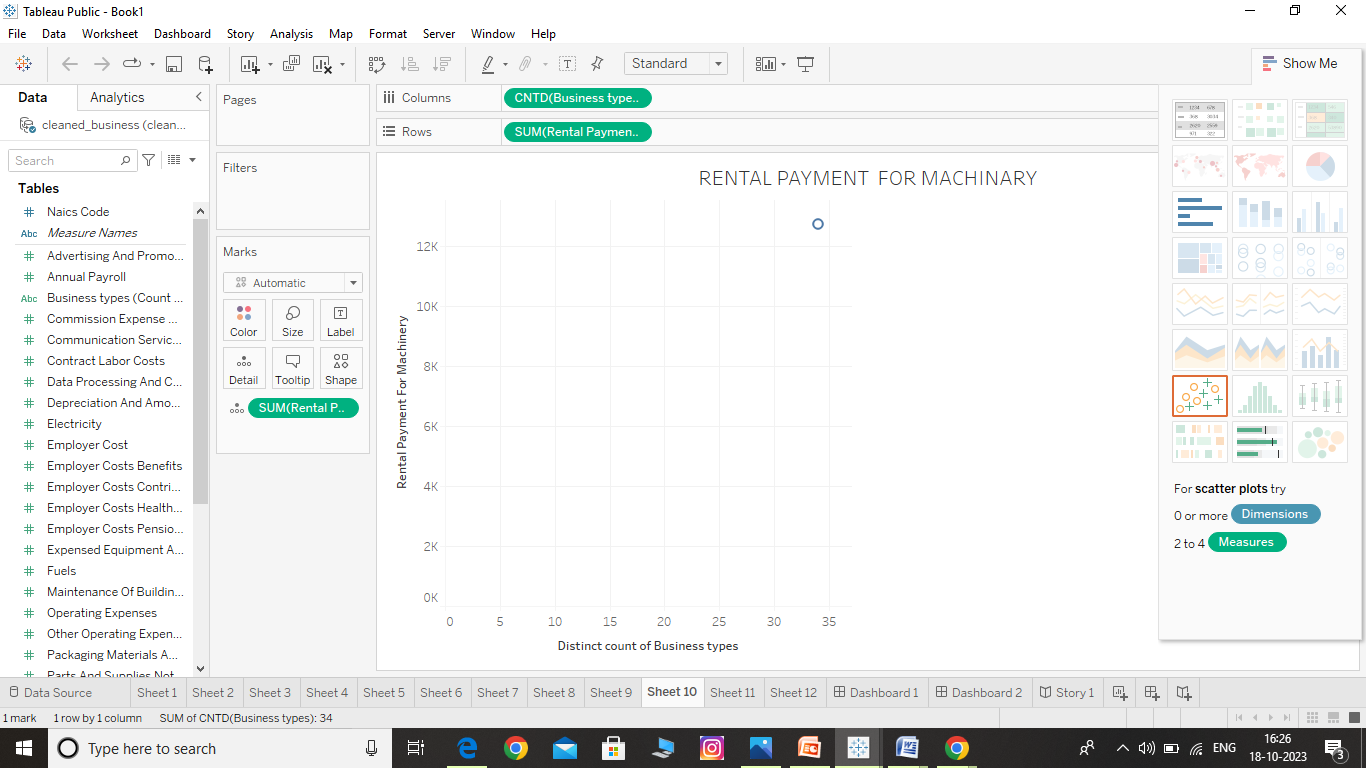 Tableau Public - Book1
File Data Worksheet Dashboard Story Analysis Map Format Server Window Help
Standard
Show Me
Data Analytics
cleaned_business (clean...
Search
Tables
Naics Code
Abc Measure Names
Advertising And Promo...
Annual Payroll
Abc Business types (Count ...
Commission Expense ...
Communication Servic...
Contract Labor Costs
Data Processing And C...
Depreciation And Amo...
Electricity
Employer Cost
Employer Costs Benefits
Employer Costs Contri...
Employer Costs Health...
Employer Costs Pensio...
Expensed Equipment A...
Fuels
Maintenance Of Buildin...
Operating Expenses
Other Operating Expen...
Packaging Materials A...
Parts And Supplies Not
Pages
Filters
Marks
Automatic
Color Size Label
Detail Tooltip Shape
SUM(Rental P..
Columns CNTD(Business type..
Rows SUM(Rental Paymen..
RENTAL PAYMENT FOR MACHINARY
Rental Payment For Machinery
12K
10K
8K
6K
4K
2K
0K
0 5 10 15 20 25 30 35
Distinct count of Business types
For scatter plots try
0 or more Dimensions
2 to 4 Measures
Data Source Sheet 1 Sheet 2 Sheet 3 Sheet 4 Sheet 5 Sheet 6 Sheet 7 Sheet 8 Sheet 9 Sheet 10 Sheet 11 Sheet 12 Dashboard 1 Dashboard 2 Story 1
1 mark 1 row by 1 column SUM of CNTD(Business types): 34
Type here to search
ENG
16:26
18-10-2023
3